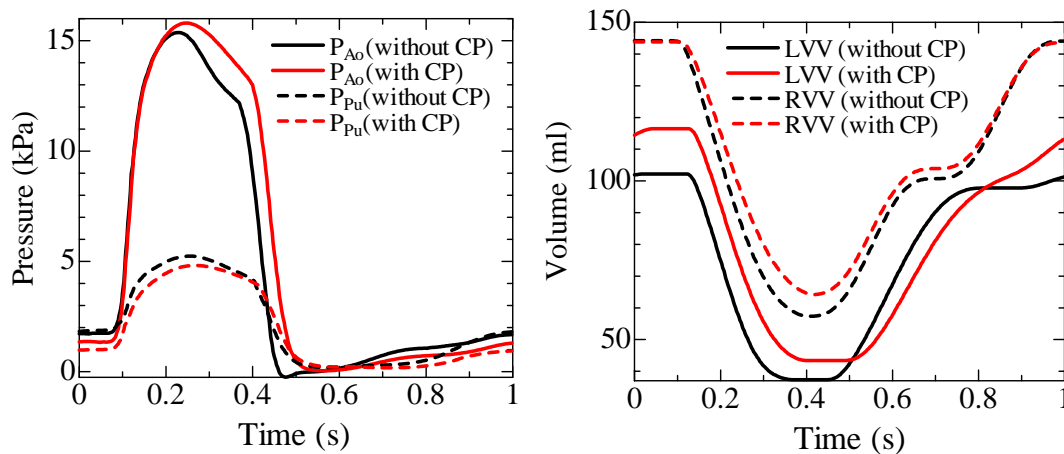 Pressure (kPa)
15
10
5
0
P_Ao (without CP)
P_Ao (with CP)
P_Pu (without CP)
P_Pu (with CP)
0 0.2 0.4 0.6 0.8 1
Time (s)
Volume (ml)
150
100
50
LVV (without CP)
LVV (with CP)
RVV (without CP)
RVV (with CP)
0 0.2 0.4 0.6 0.8 1
Time (s)